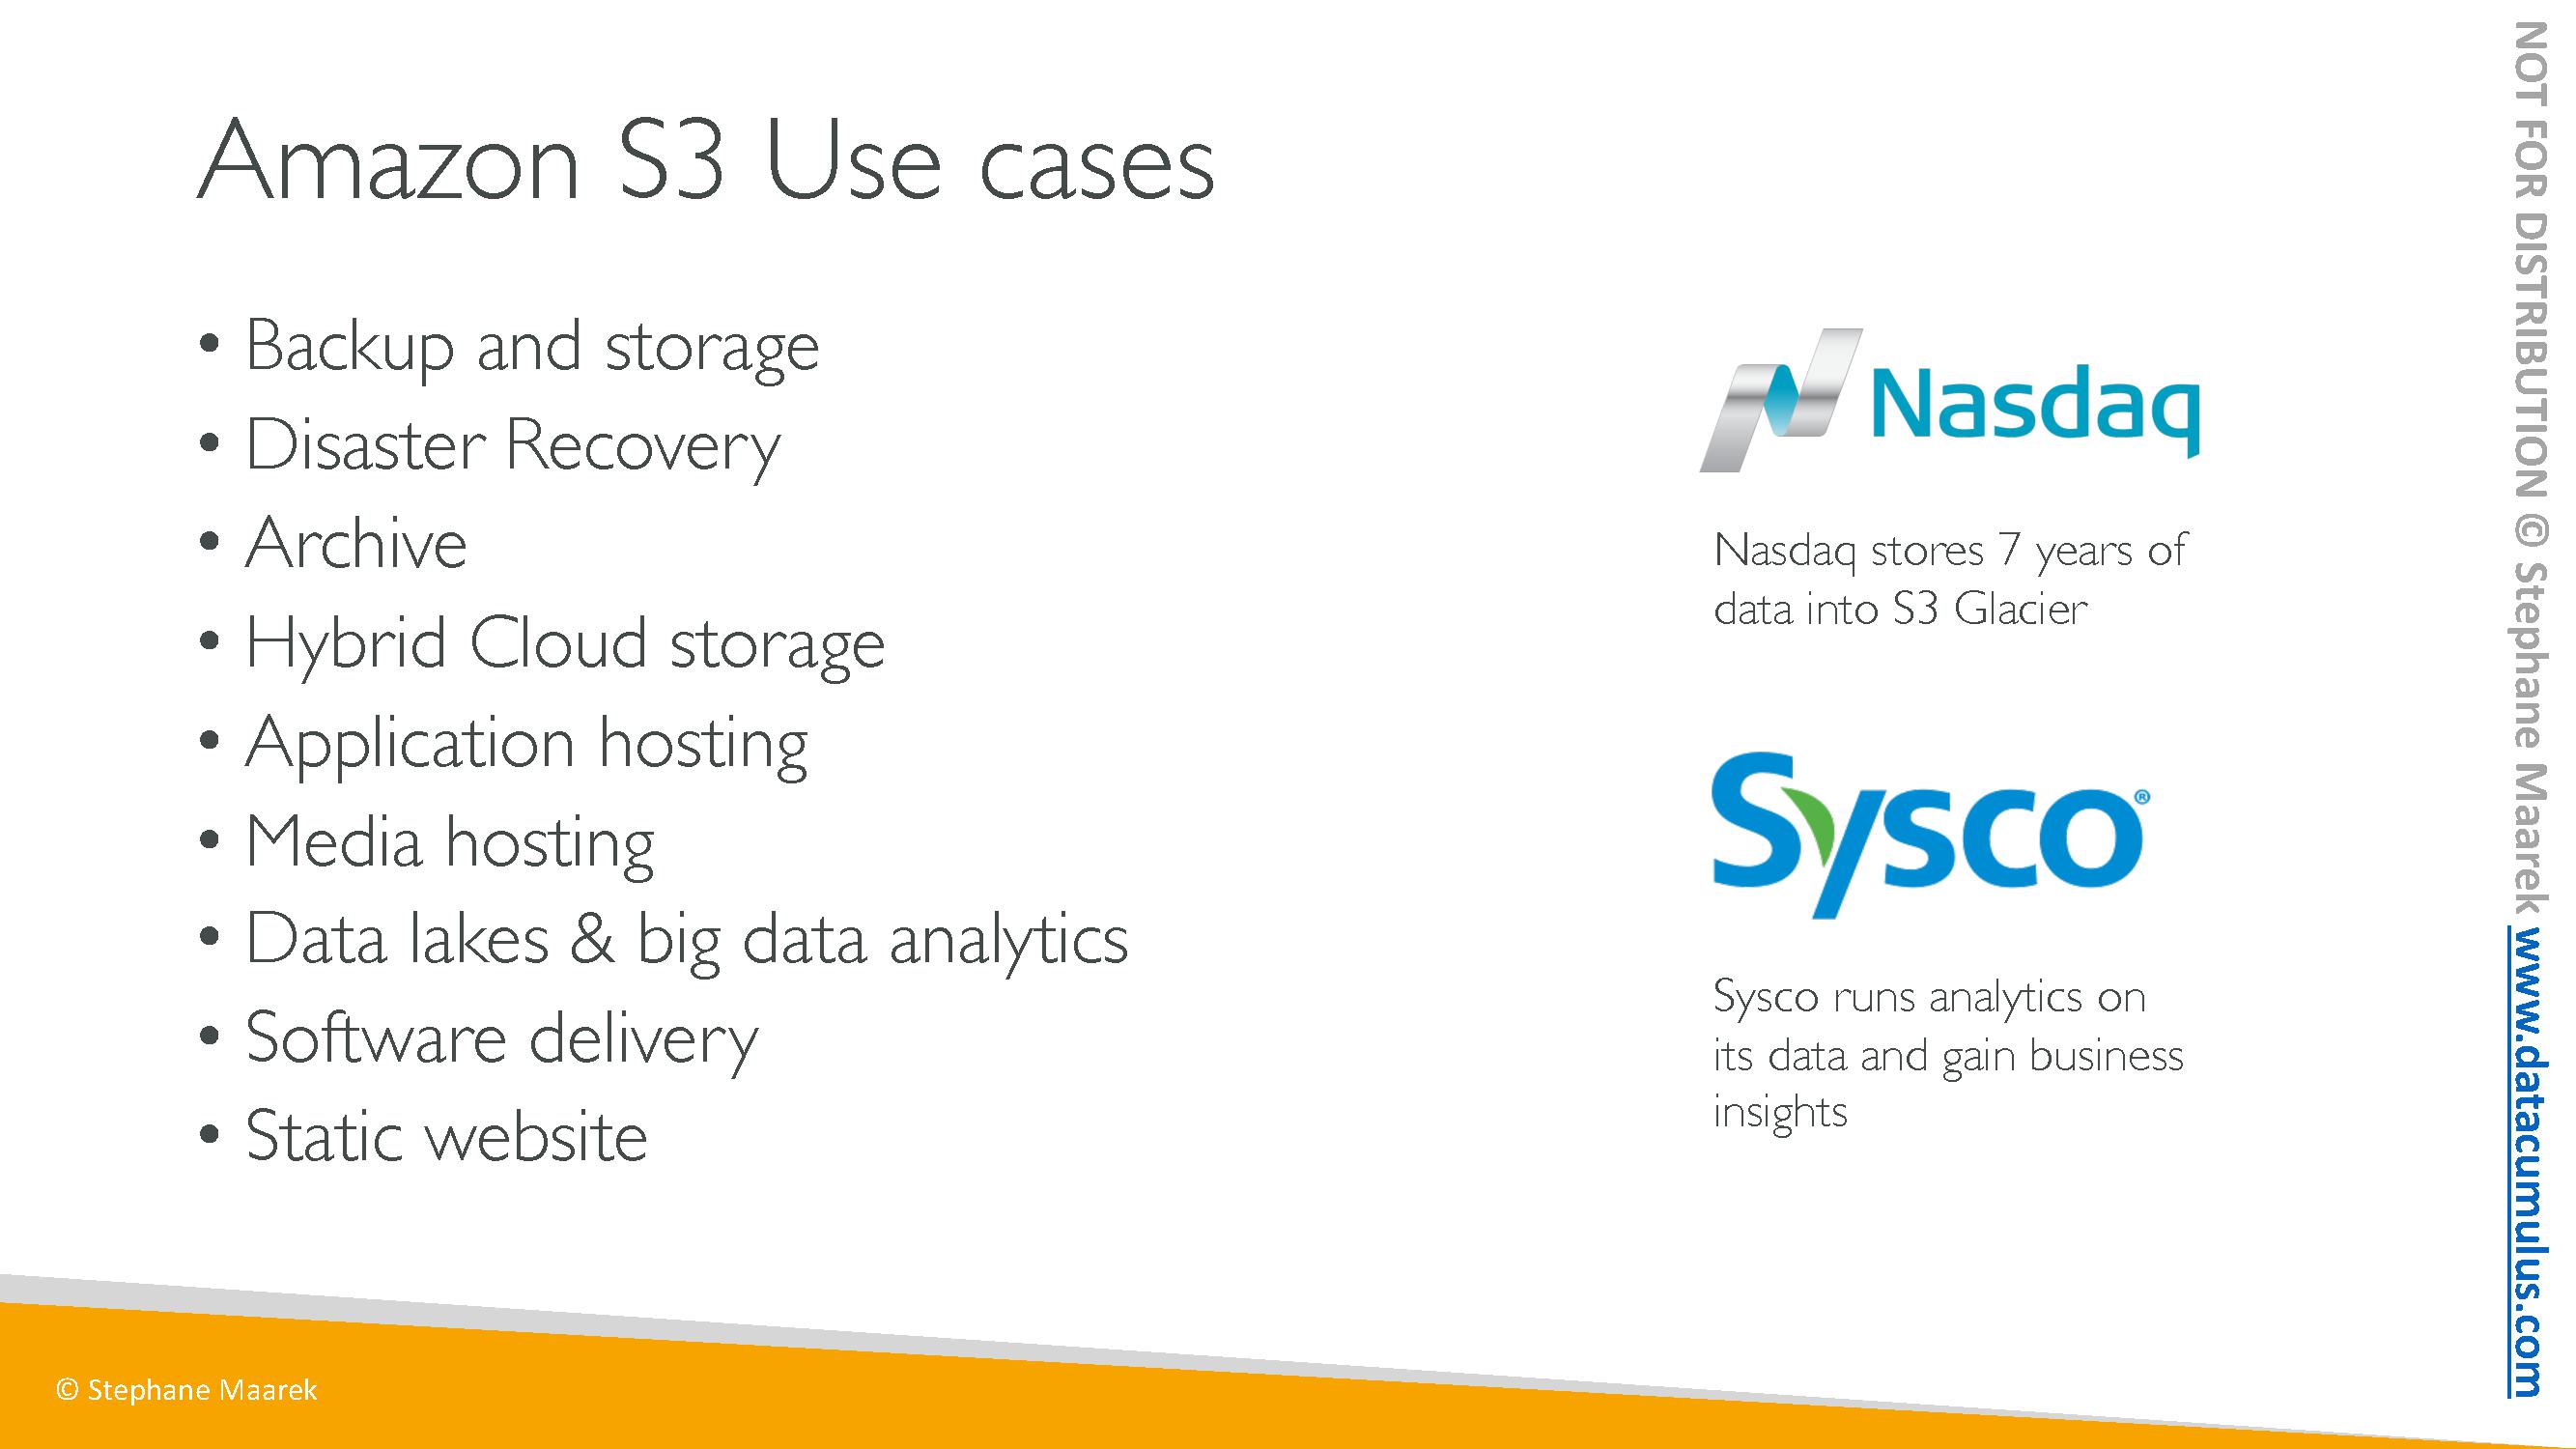 Amazon S3 Use cases
• Backup and storage
• Disaster Recovery
• Archive
• Hybrid Cloud storage
• Application hosting
• Media hosting
• Data lakes & big data analytics
• Software delivery
• Static website
Nasdaq
Nasdaq stores 7 years of
data into S3 Glacier
Sysco®
Sysco runs analytics on
its data and gain business
insights
© Stephane Maarek
NOT FOR DISTRIBUTION © Stephane Maarek www.datacumulus.com